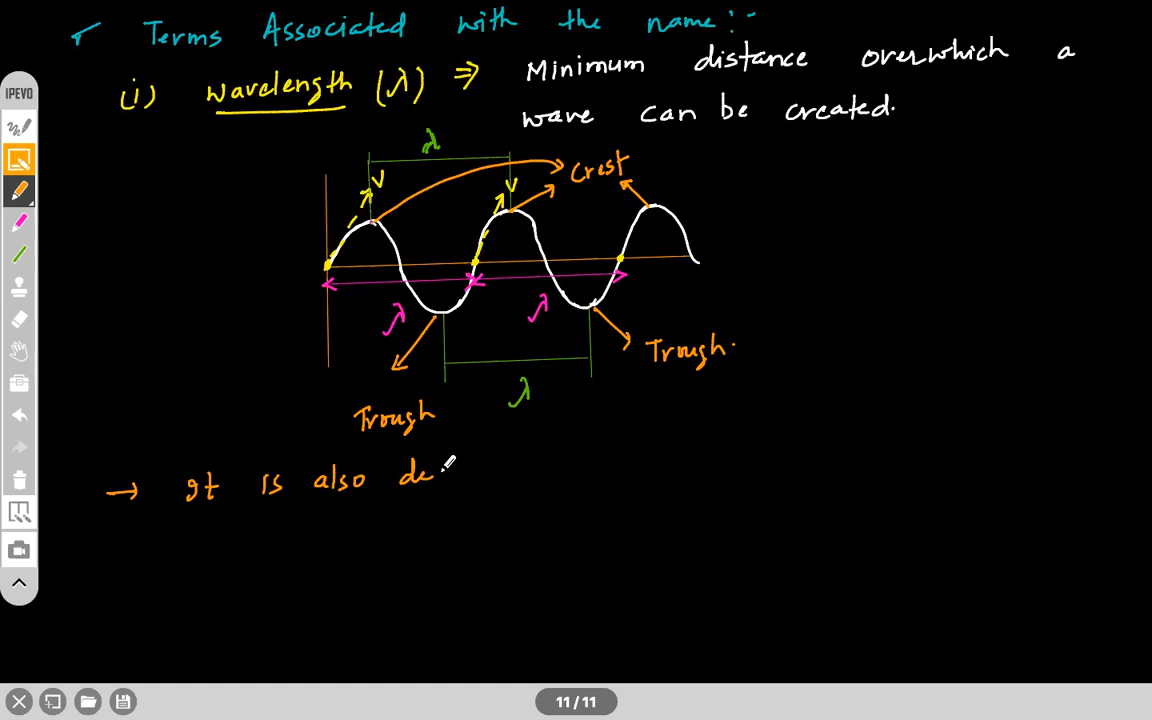 Terms Associated with the name:-
(i) Wavelength (λ) ⇒ Minimum distance overwhich a
wave can be created.
IPEVO
λ
V V Crest
λ λ
Trough.
λ
Trough
→ It is also de
11/11